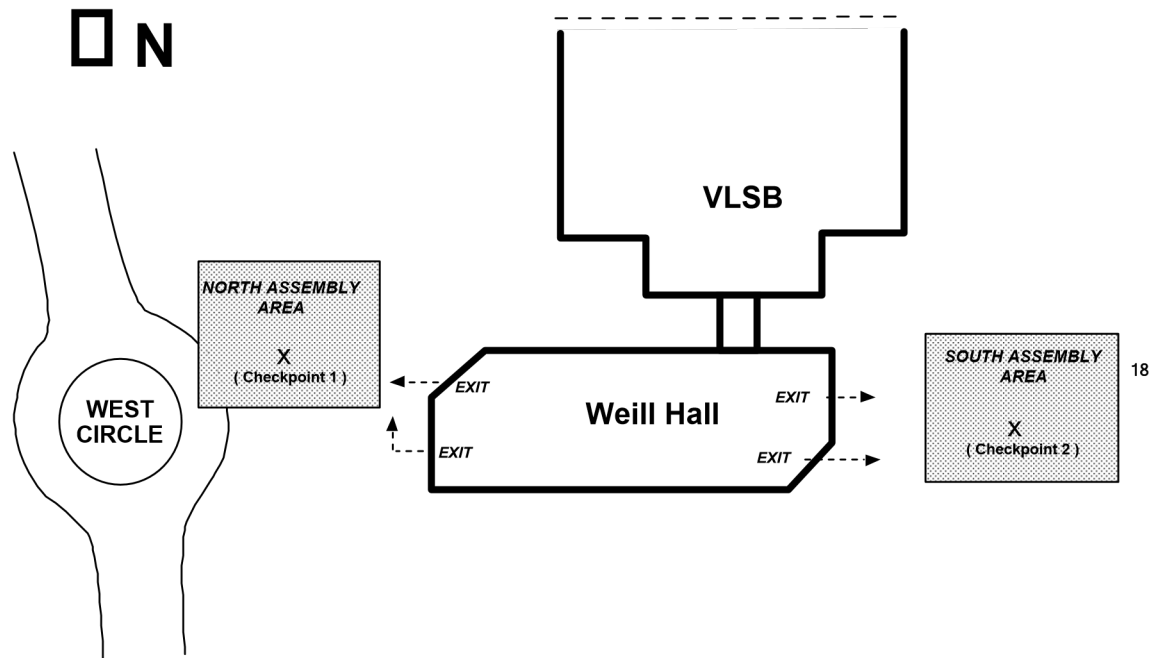 N
VLSB
NORTH ASSEMBLY
AREA
X
( Checkpoint 1 )
WEST
CIRCLE
EXIT
EXIT
Weill Hall
EXIT
EXIT
SOUTH ASSEMBLY
AREA
X
( Checkpoint 2 )
18